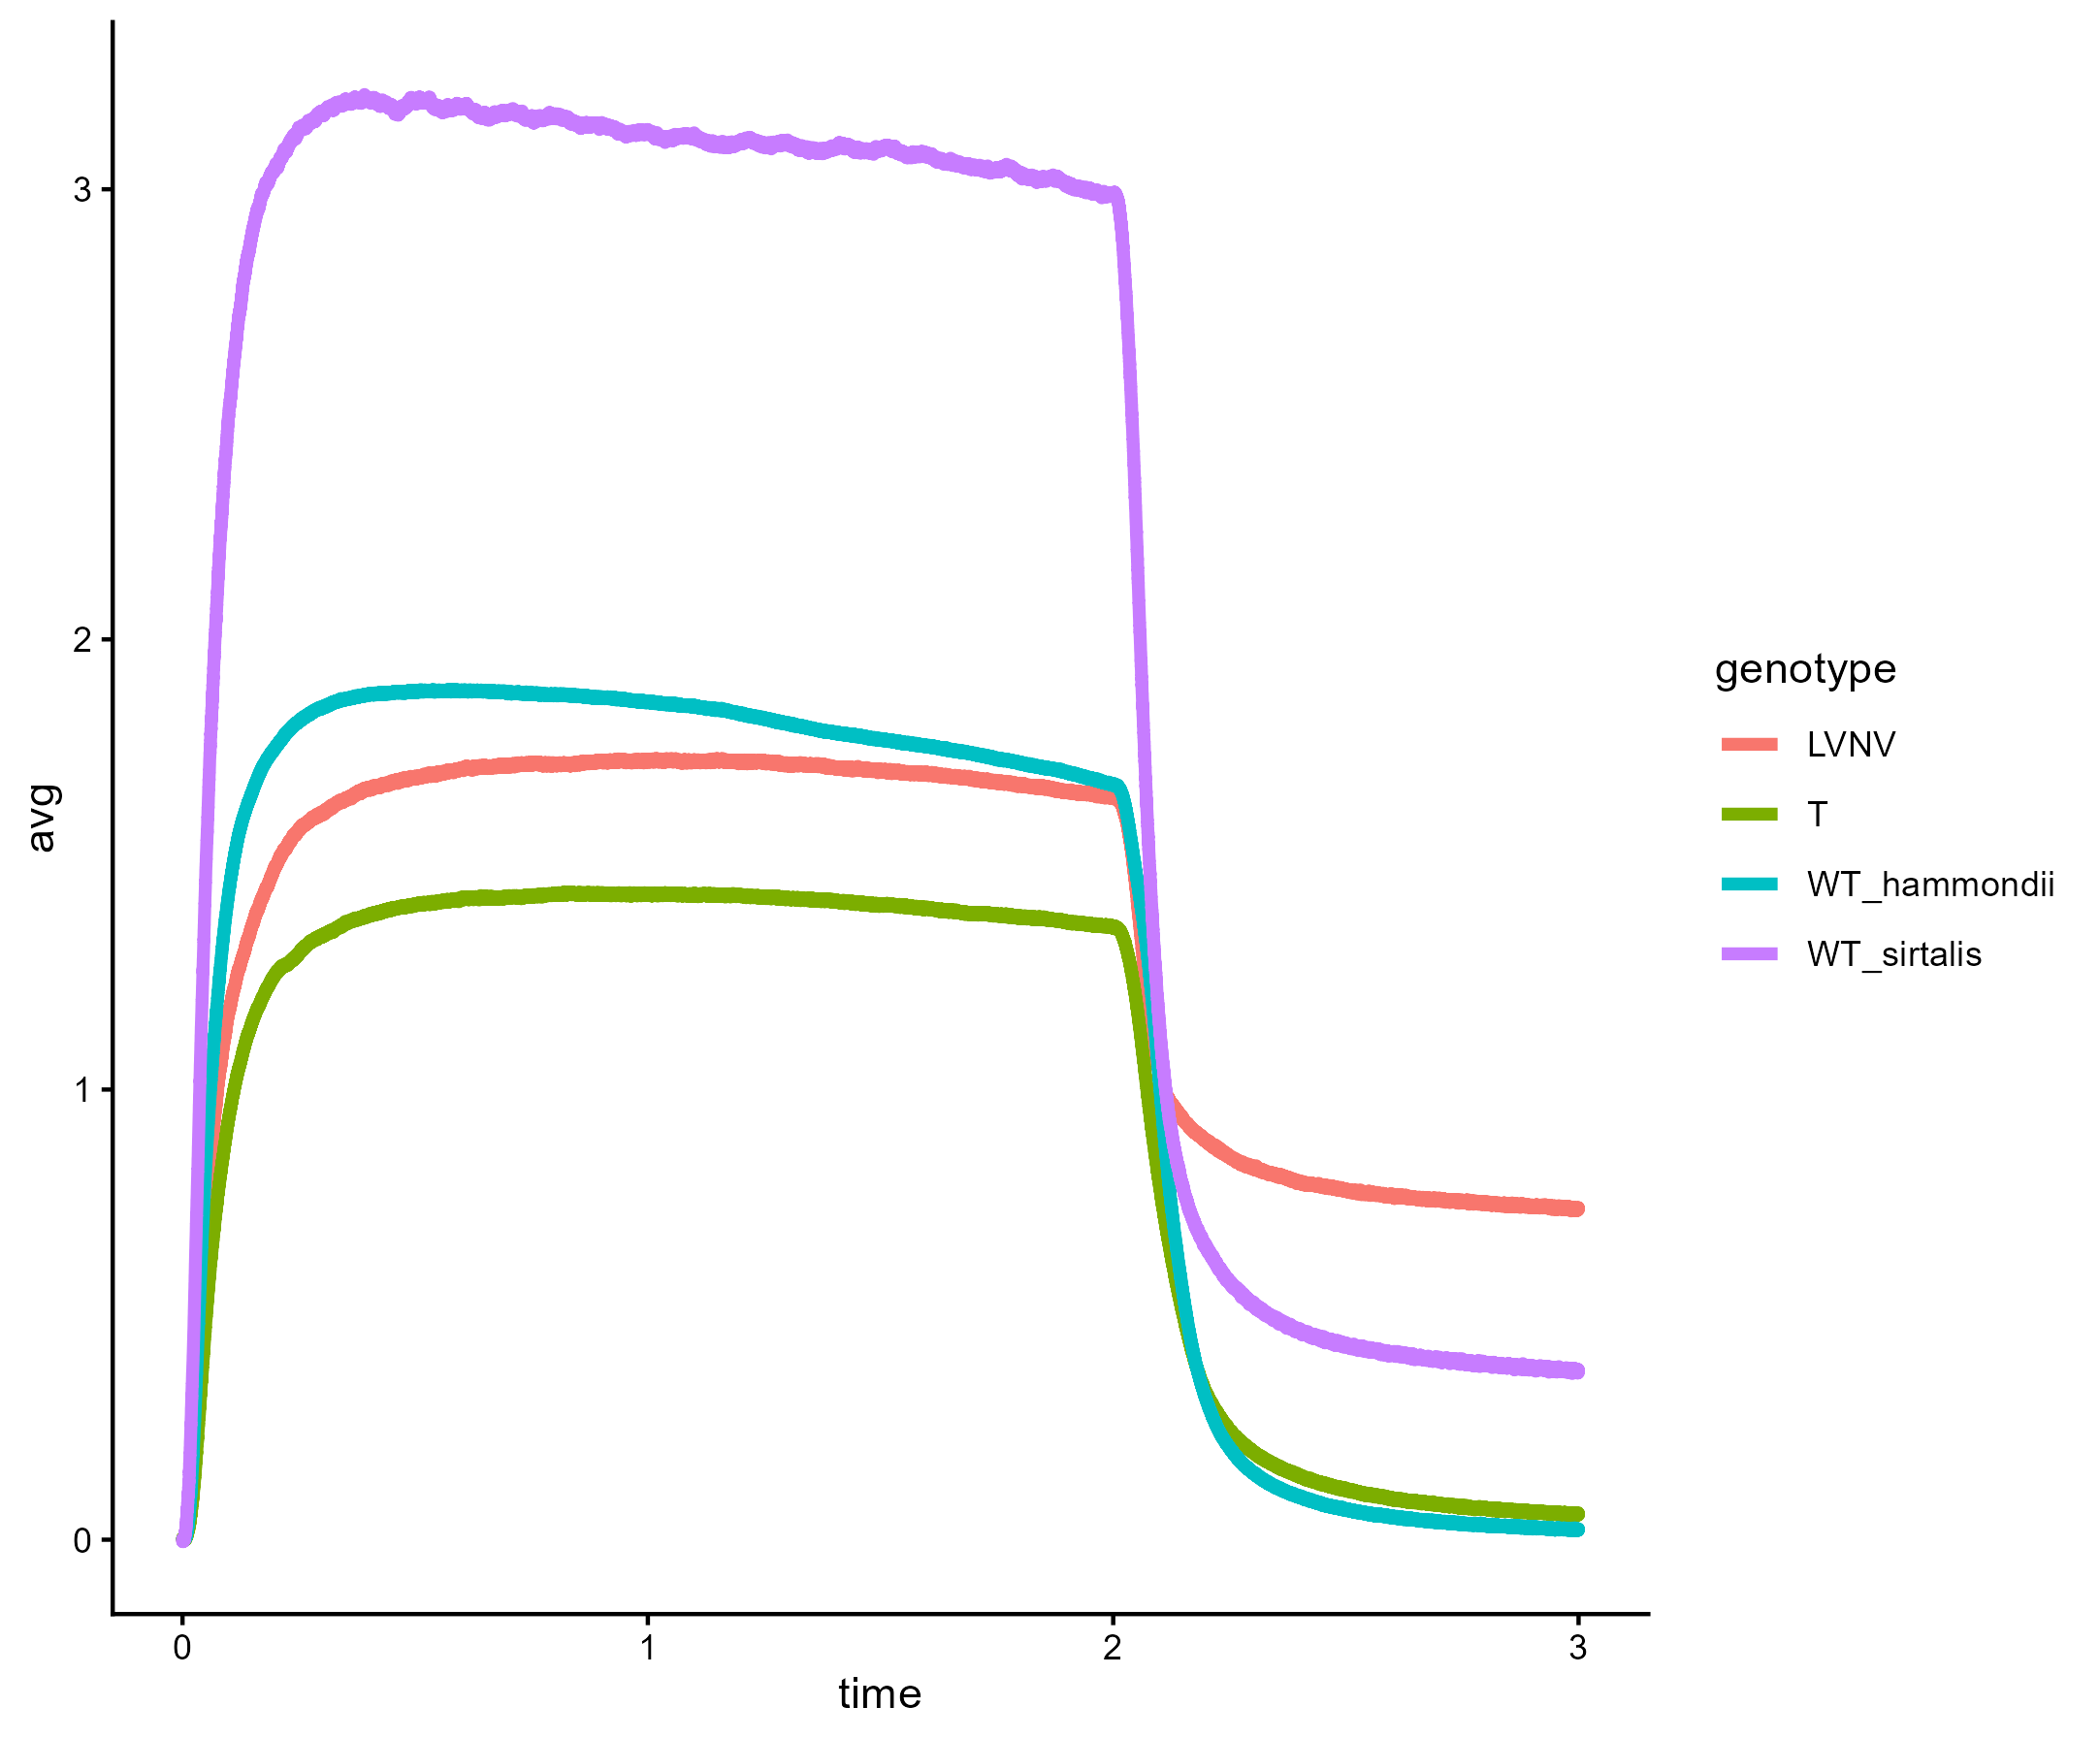 3
2
1
0
avg
0 1 2 3
time
genotype
LVNV
T
WT_hammondii
WT_sirtalis